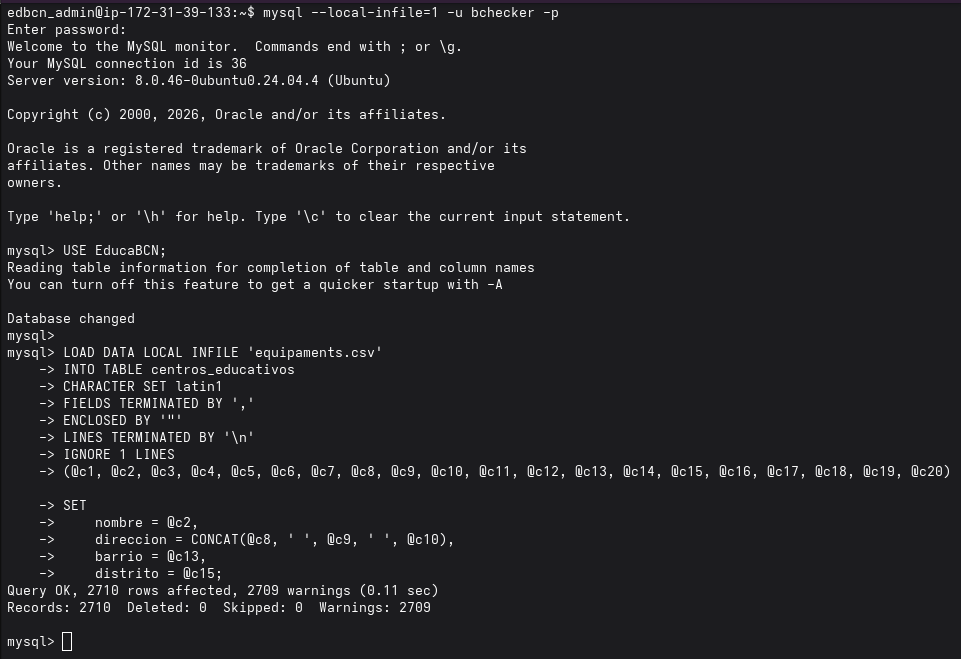 edbcn_admin@ip-172-31-39-133:~$ mysql --local-infile=1 -u bchecker -p
Enter password:
Welcome to the MySQL monitor.  Commands end with ; or \g.
Your MySQL connection id is 36
Server version: 8.0.46-0ubuntu0.24.04.4 (Ubuntu)

Copyright (c) 2000, 2026, Oracle and/or its affiliates.

Oracle is a registered trademark of Oracle Corporation and/or its
affiliates. Other names may be trademarks of their respective
owners.

Type 'help;' or '\h' for help. Type '\c' to clear the current input statement.

mysql> USE EducaBCN;
Reading table information for completion of table and column names
You can turn off this feature to get a quicker startup with -A

Database changed
mysql>
mysql> LOAD DATA LOCAL INFILE 'equipaments.csv'
    -> INTO TABLE centros_educativos
    -> CHARACTER SET latin1
    -> FIELDS TERMINATED BY ','
    -> ENCLOSED BY '"'
    -> LINES TERMINATED BY '\n'
    -> IGNORE 1 LINES
    -> (@c1, @c2, @c3, @c4, @c5, @c6, @c7, @c8, @c9, @c10, @c11, @c12, @c13, @c14, @c15, @c16, @c17, @c18, @c19, @c20)

    -> SET
    ->     nombre = @c2,
    ->     direccion = CONCAT(@c8, ' ', @c9, ' ', @c10),
    ->     barrio = @c13,
    ->     distrito = @c15;
Query OK, 2710 rows affected, 2709 warnings (0.11 sec)
Records: 2710  Deleted: 0  Skipped: 0  Warnings: 2709

mysql>